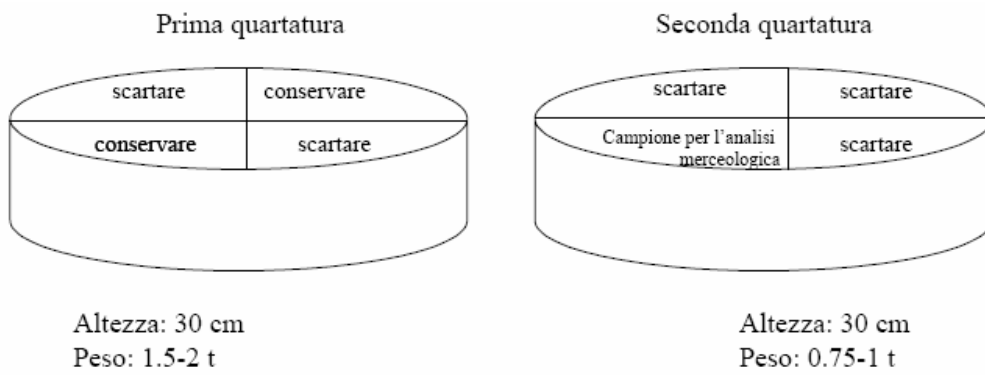 Prima quartatura
scartare
conservare
conservare
scartare
Altezza: 30 cm
Peso: 1.5-2 t
Seconda quartatura
scartare
scartare
Campione per l'analisi
merceologica
scartare
Altezza: 30 cm
Peso: 0.75-1 t